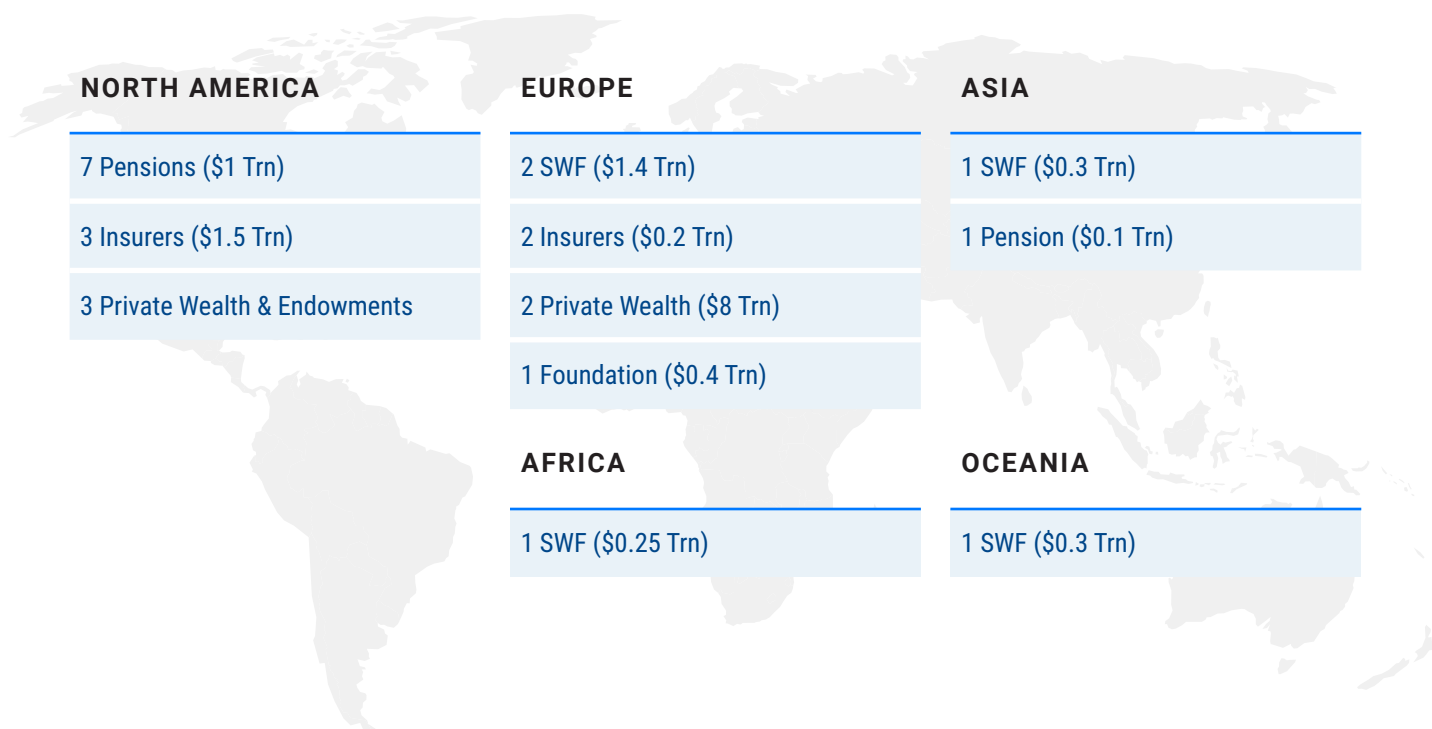 NORTH AMERICA
7 Pensions ($1 Trn)
3 Insurers ($1.5 Trn)
3 Private Wealth & Endowments
EUROPE
2 SWF ($1.4 Trn)
2 Insurers ($0.2 Trn)
2 Private Wealth ($8 Trn)
1 Foundation ($0.4 Trn)
ASIA
1 SWF ($0.3 Trn)
1 Pension ($0.1 Trn)
AFRICA
1 SWF ($0.25 Trn)
OCEANIA
1 SWF ($0.3 Trn)